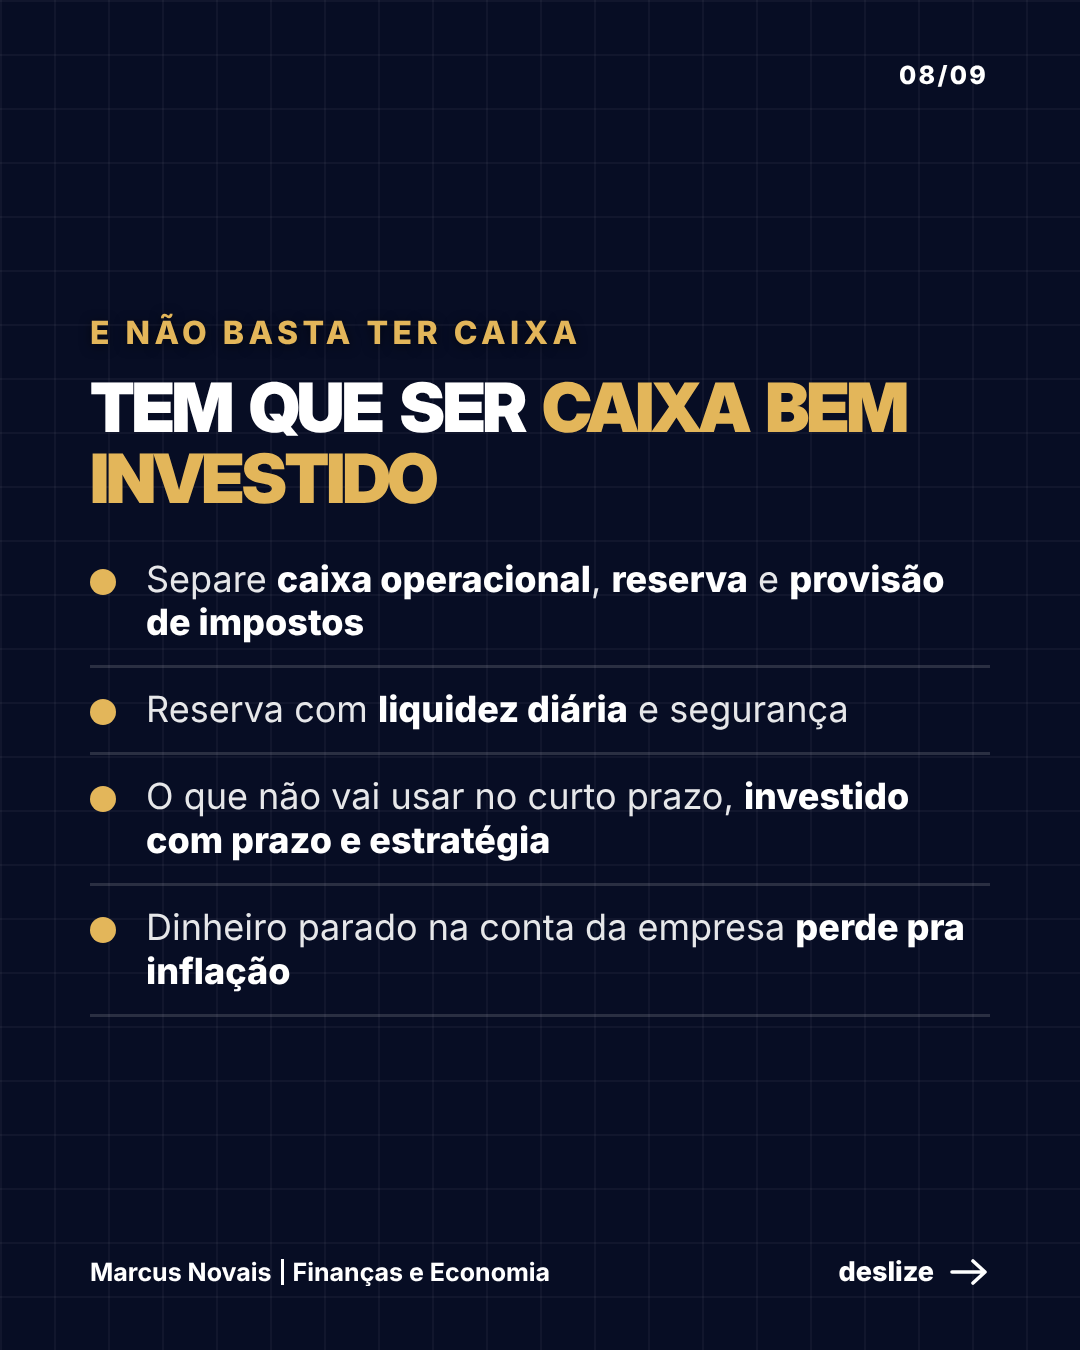 08/09
E NÃO BASTA TER CAIXA
TEM QUE SER CAIXA BEM
INVESTIDO
Separe caixa operacional, reserva e provisão
de impostos
Reserva com liquidez diária e segurança
O que não vai usar no curto prazo, investido
com prazo e estratégia
Dinheiro parado na conta da empresa perde pra
inflação
Marcus Novais | Finanças e Economia
deslize →